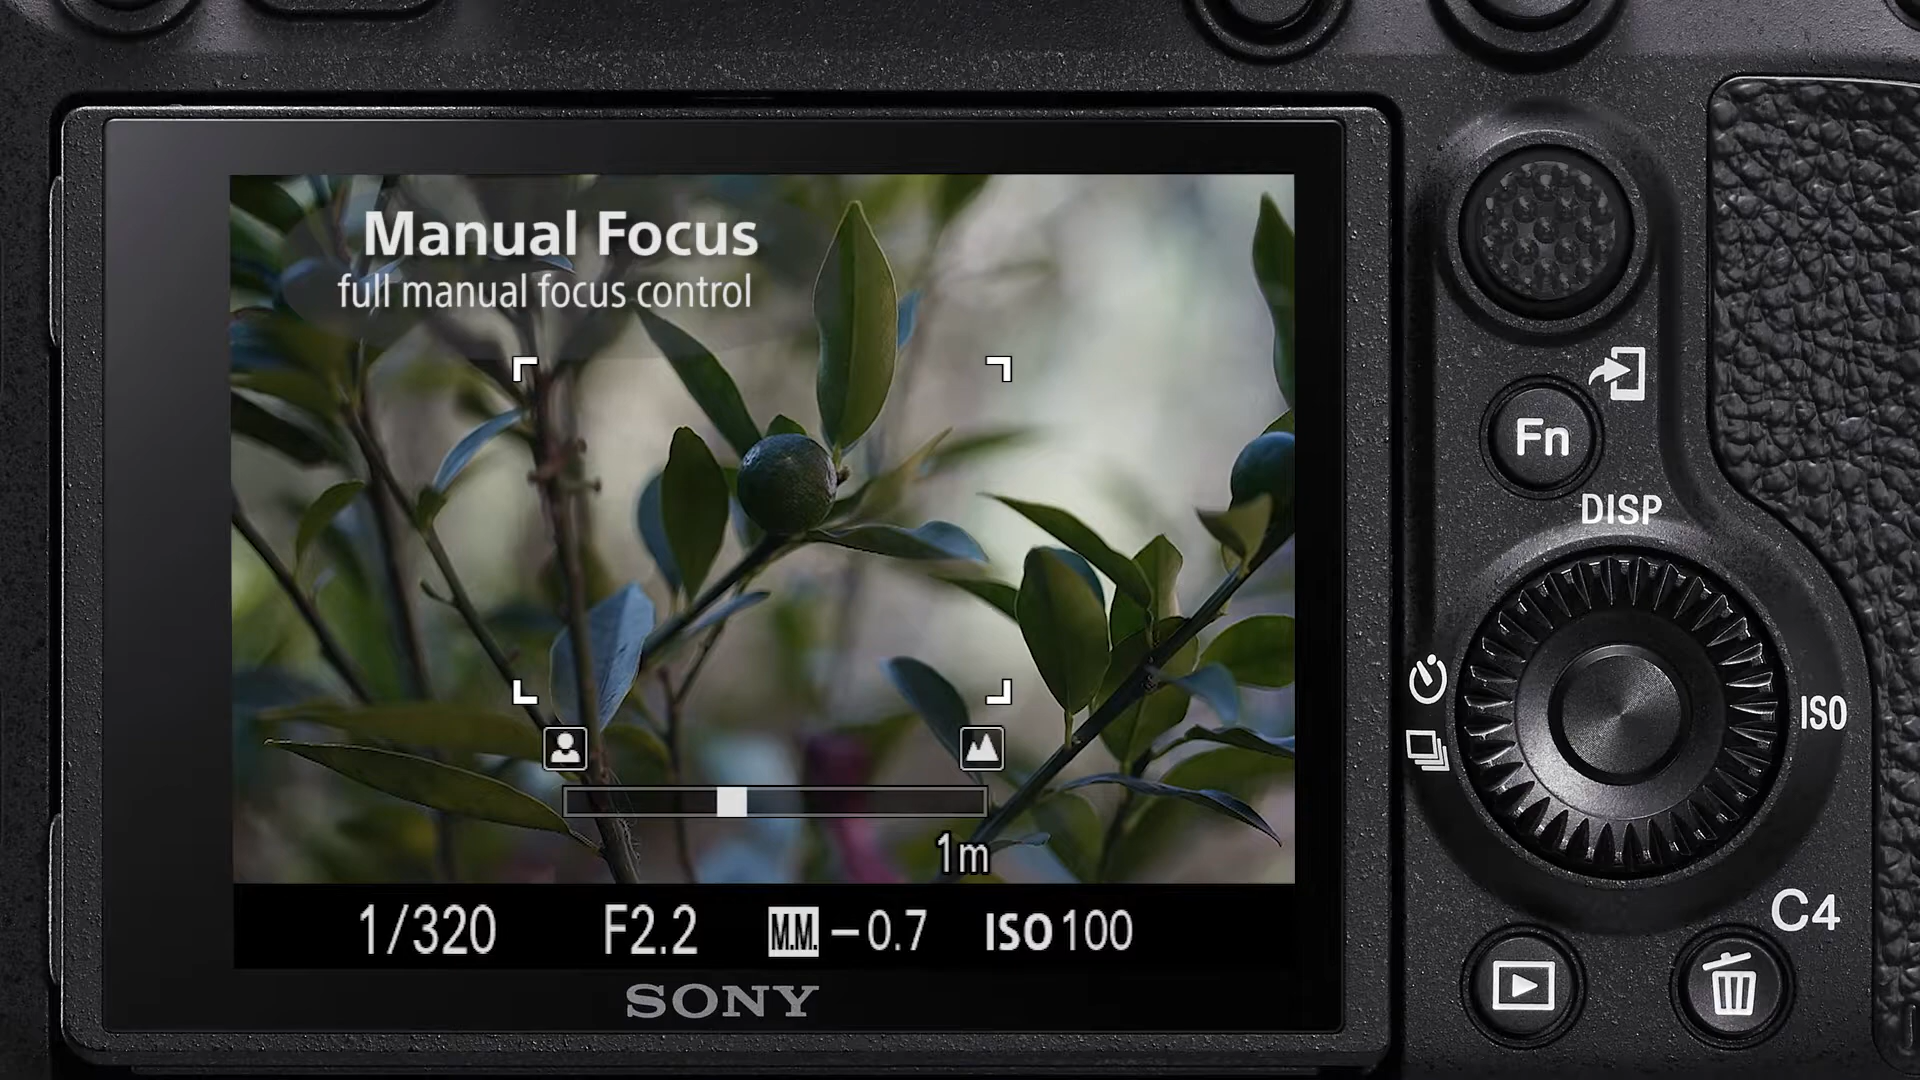 Manual Focus
full manual focus control
1m
1/320 F2.2 M.M. –0.7 ISO 100
SONY
Fn
DISP
ISO
C4